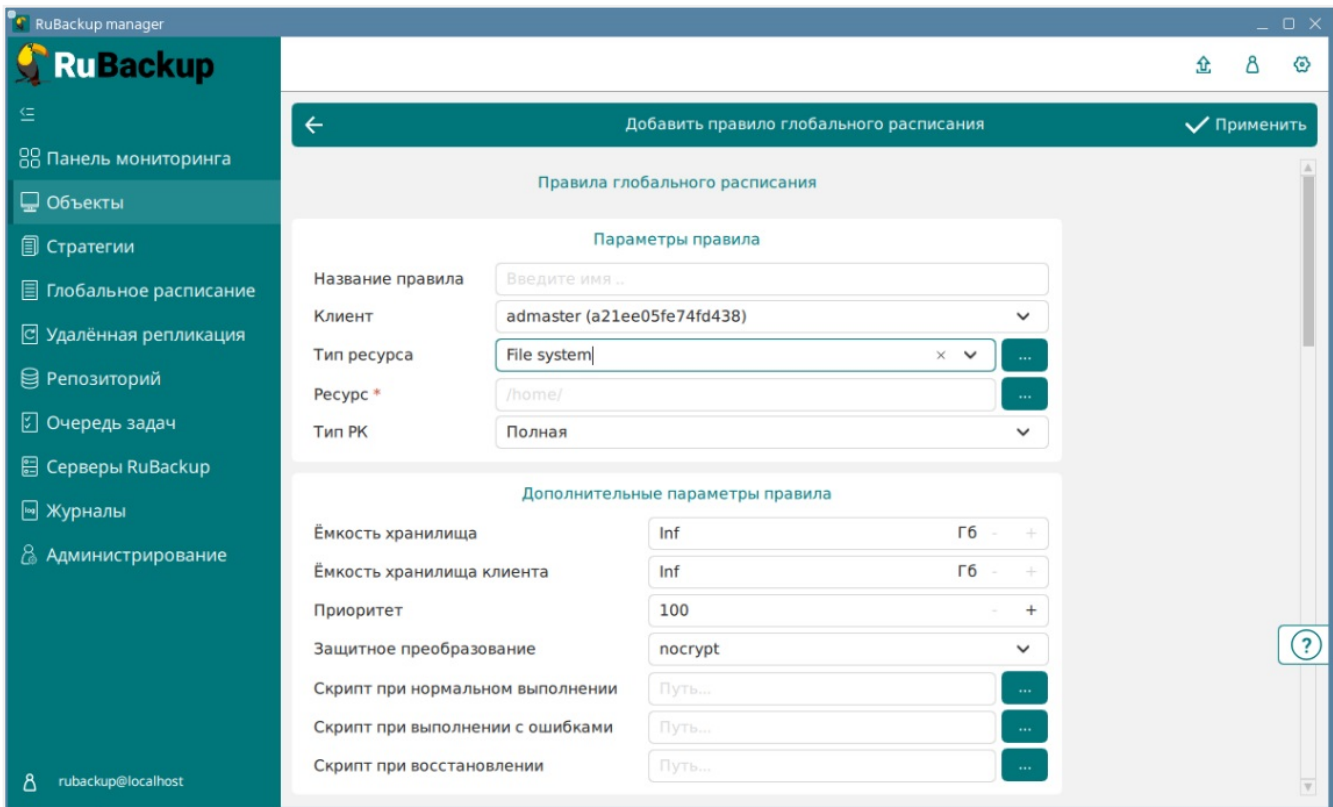 RuBackup manager
RuBackup
Панель мониторинга
Объекты
Стратегии
Глобальное расписание
Удалённая репликация
Репозиторий
Очередь задач
Серверы RuBackup
log Журналы
Администрирование
rubackup@localhost
Добавить правило глобального расписания
Применить
Правила глобального расписания
Параметры правила
Название правила Введите имя ..
Клиент admaster (a21ee05fe74fd438)
Тип ресурса File system × ...
Ресурс * /home/ ...
Тип РК Полная
Дополнительные параметры правила
Ёмкость хранилища Inf Гб - +
Ёмкость хранилища клиента Inf Гб - +
Приоритет 100 - +
Защитное преобразование nocrypt
Скрипт при нормальном выполнении Путь... ...
Скрипт при выполнении с ошибками Путь... ...
Скрипт при восстановлении Путь... ...
?